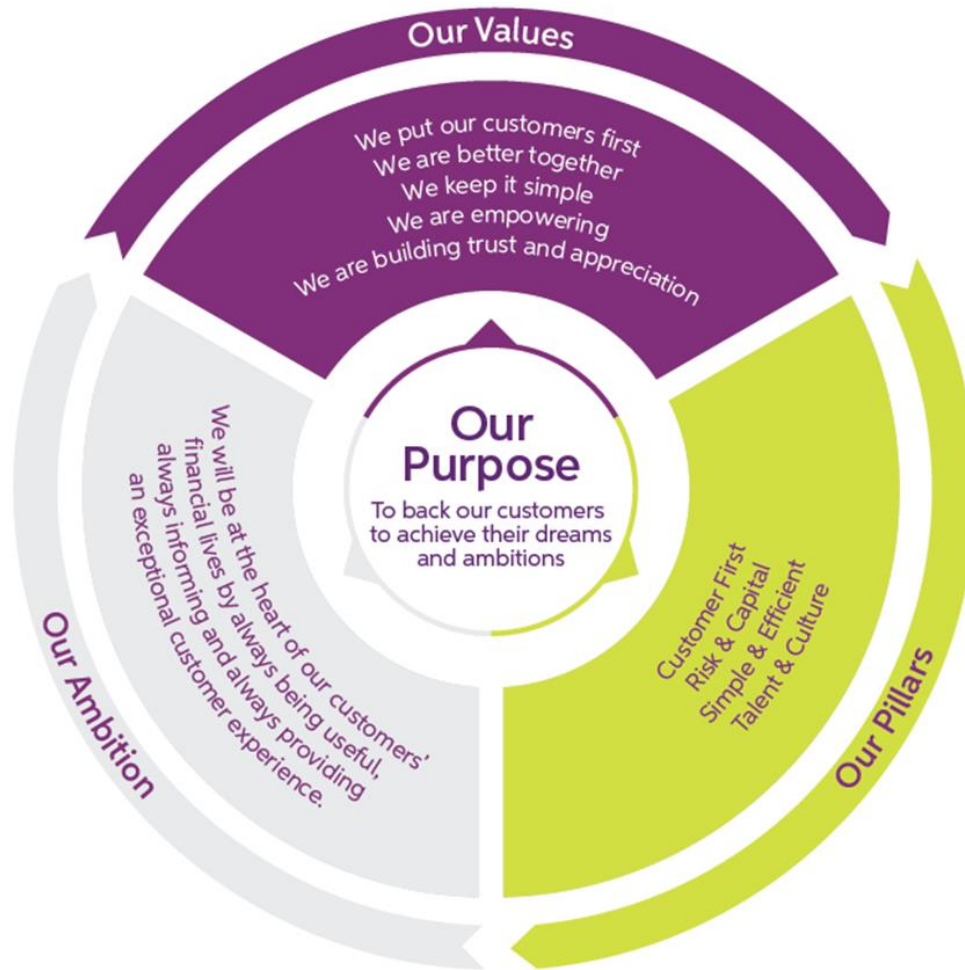 Our Values
We put our customers first
We are better together
We keep it simple
We are empowering
We are building trust and appreciation
Our
Purpose
To back our customers
to achieve their dreams
and ambitions
Our Pillars
Customer First
Risk & Capital
Simple & Efficient
Talent & Culture
Our Ambition
We will be at the heart of our customers'
financial lives by always being useful,
always informing and always providing
an exceptional customer experience.